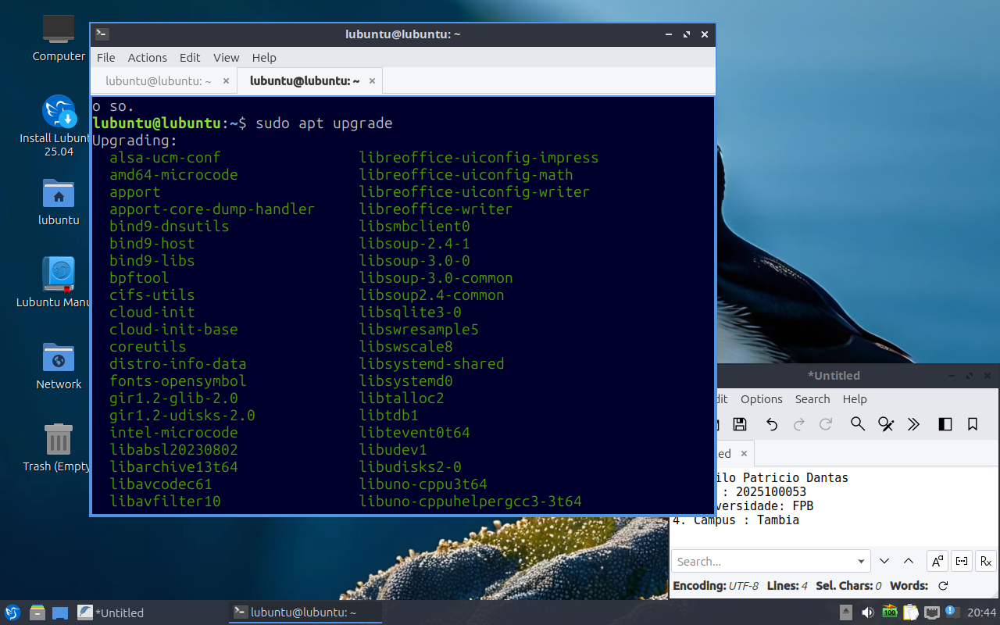 Computer
Install Lubunt
25.04
lubuntu
Lubuntu Manu
Network
Trash (Empty
lubuntu@lubuntu: ~
File Actions Edit View Help
lubuntu@lubuntu: ~ lubuntu@lubuntu: ~
o so.
lubuntu@lubuntu:~$ sudo apt upgrade
Upgrading:
alsa-ucm-conf libreoffice-uiconfig-impress
amd64-microcode libreoffice-uiconfig-math
apport libreoffice-uiconfig-writer
apport-core-dump-handler libreoffice-writer
bind9-dnsutils libsmbclient0
bind9-host libsoup-2.4-1
bind9-libs libsoup-3.0-0
bpftool libsoup-3.0-common
cifs-utils libsoup2.4-common
cloud-init libsqlite3-0
cloud-init-base libswresample5
coreutils libswscale8
distro-info-data libsystemd-shared
fonts-opensymbol libsystemd0
gir1.2-glib-2.0 libtalloc2
gir1.2-udisks-2.0 libtdb1
intel-microcode libtevent0t64
libabsl20230802 libudev1
libarchive13t64 libudisks2-0
libavcodec61 libuno-cppu3t64
libavfilter10 libuno-cppuhelpergcc3-3t64
*Untitled
dit Options Search Help
ed
ilo Patricio Dantas
: 2025100053
versidade: FPB
4. Campus : Tambia
Search...
Encoding: UTF-8 Lines: 4 Sel. Chars: 0 Words:
*Untitled
lubuntu@lubuntu: ~
100
20:44